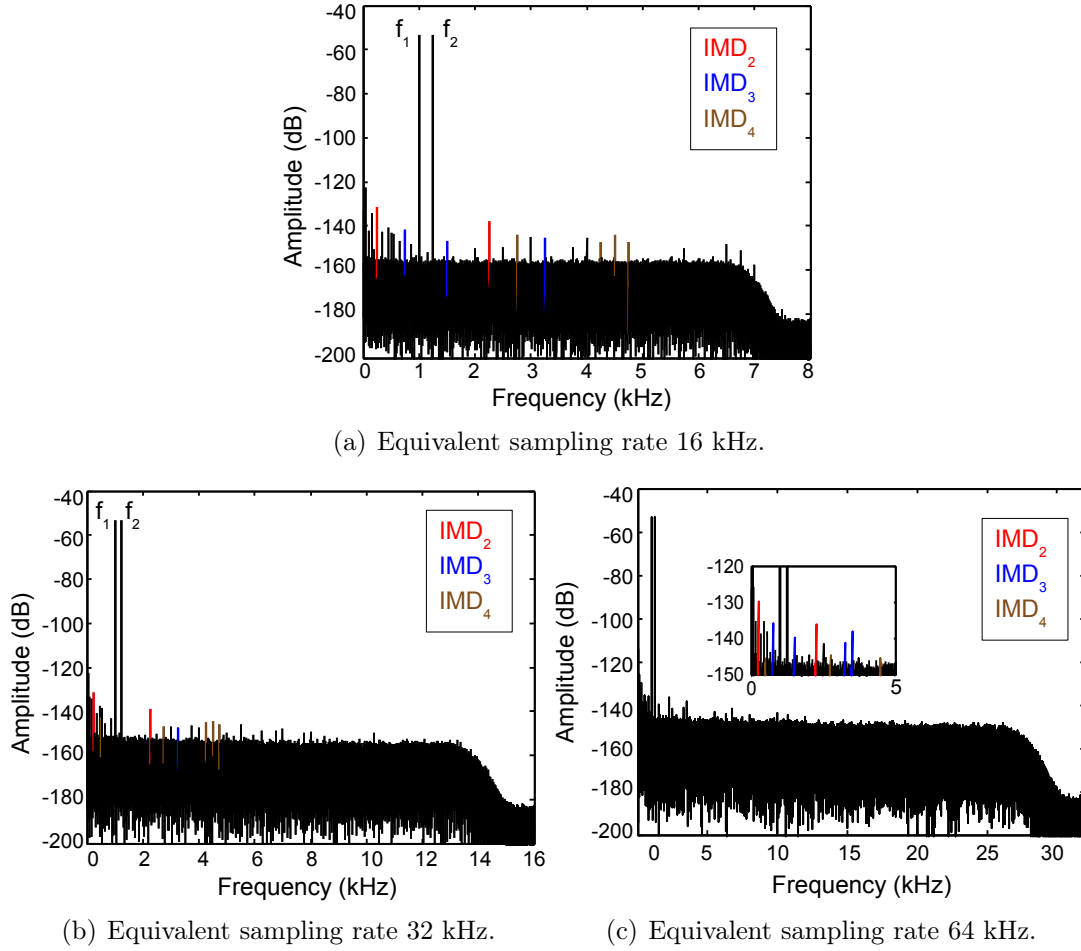 -40
-60
-80
-100
-120
-140
-160
-180
-200
Amplitude (dB)
f1 f2
IMD2
IMD3
IMD4
0 1 2 3 4 5 6 7 8
Frequency (kHz)
(a) Equivalent sampling rate 16 kHz.
-40
-60
-80
-100
-120
-140
-160
-180
-200
Amplitude (dB)
f1 f2
IMD2
IMD3
IMD4
0 2 4 6 8 10 12 14 16
Frequency (kHz)
(b) Equivalent sampling rate 32 kHz.
-40
-60
-80
-100
-120
-140
-160
-180
-200
Amplitude (dB)
IMD2
IMD3
IMD4
-120
-130
-140
-150
0 5
0 5 10 15 20 25 30
Frequency (kHz)
(c) Equivalent sampling rate 64 kHz.